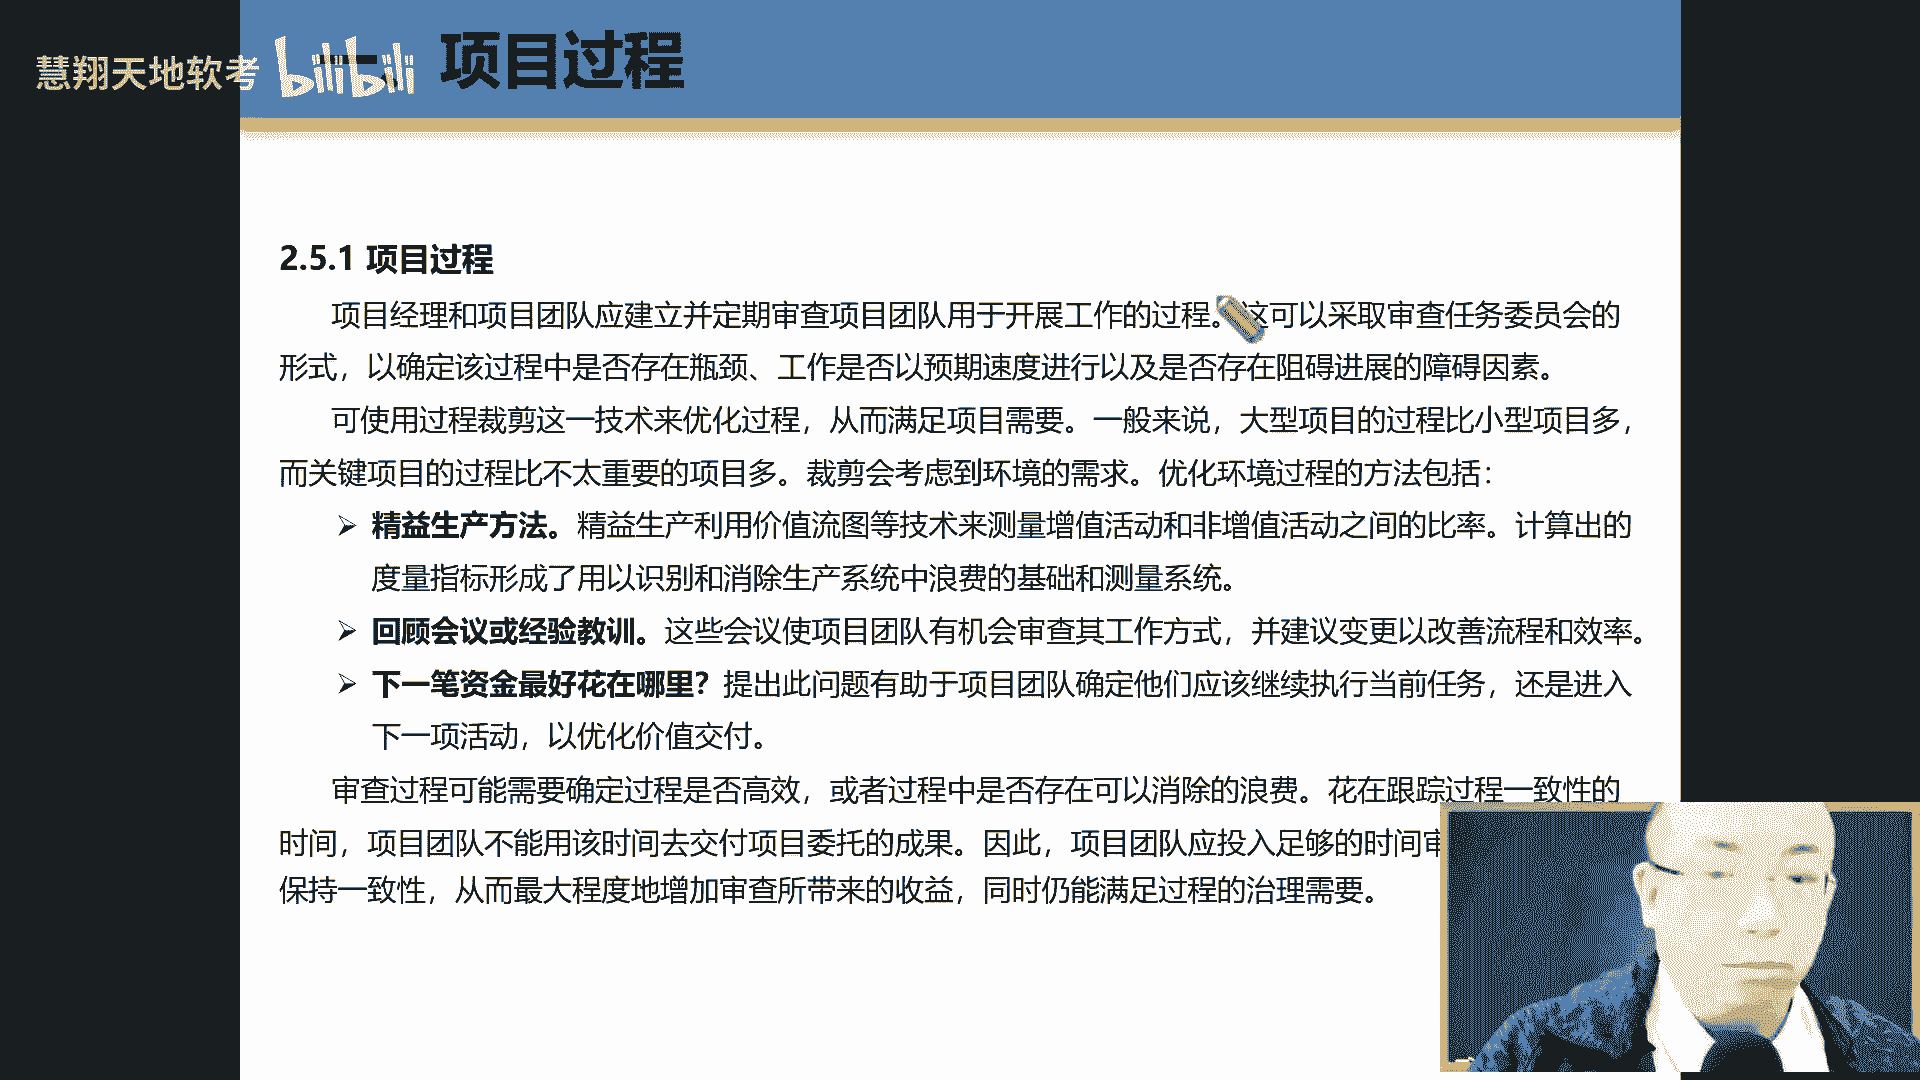 慧翔天地软考
bilibili
项目过程
2.5.1 项目过程
项目经理和项目团队应建立并定期审查项目团队用于开展工作的过程。这可以采取审查任务委员会的
形式，以确定该过程中是否存在瓶颈、工作是否以预期速度进行以及是否存在阻碍进展的障碍因素。
可使用过程裁剪这一技术来优化过程，从而满足项目需要。一般来说，大型项目的过程比小型项目多，
而关键项目的过程比不太重要的项目多。裁剪会考虑到环境的需求。优化环境过程的方法包括：
➢ 精益生产方法。精益生产利用价值流图等技术来测量增值活动和非增值活动之间的比率。计算出的
度量指标形成了用以识别和消除生产系统中浪费的基础和测量系统。
➢ 回顾会议或经验教训。这些会议使项目团队有机会审查其工作方式，并建议变更以改善流程和效率。
➢ 下一笔资金最好花在哪里？提出此问题有助于项目团队确定他们应该继续执行当前任务，还是进入
下一项活动，以优化价值交付。
审查过程可能需要确定过程是否高效，或者过程中是否存在可以消除的浪费。花在跟踪过程一致性的
时间，项目团队不能用该时间去交付项目委托的成果。因此，项目团队应投入足够的时间审
保持一致性，从而最大程度地增加审查所带来的收益，同时仍能满足过程的治理需要。